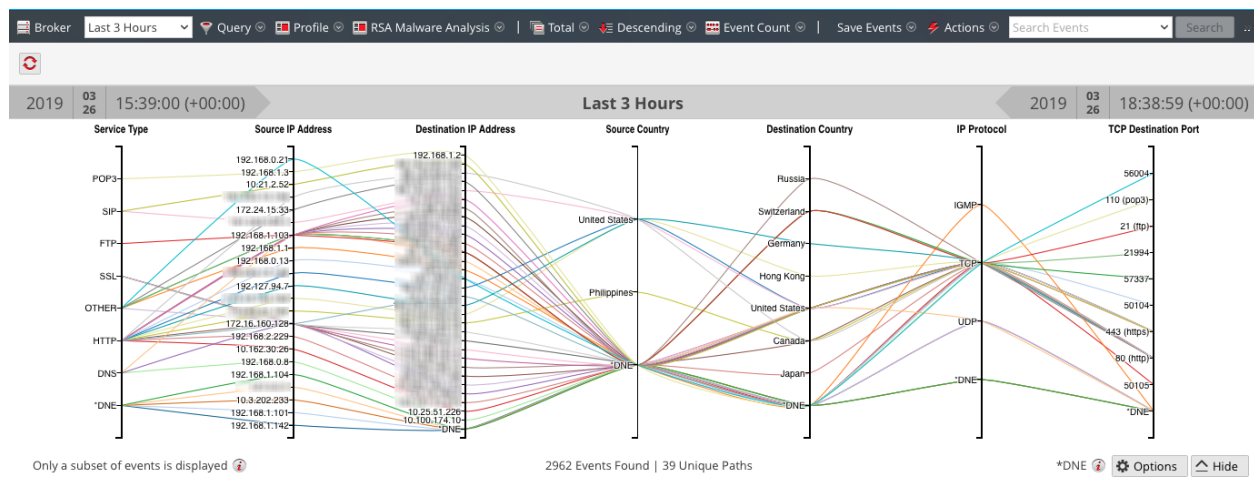 Broker Last 3 Hours Query Profile RSA Malware Analysis | Total Descending Event Count | Save Events Actions Search Events Search ..
2019 03 26 15:39:00 (+00:00) Last 3 Hours 2019 03 26 18:38:59 (+00:00)
Service Type Source IP Address Destination IP Address Source Country Destination Country IP Protocol TCP Destination Port
POP3
SIP
FTP
SSL
OTHER
HTTP
DNS
*DNE
192.168.0.21
192.168.1.3
10.21.2.52
172.24.15.33
192.168.1.103
192.168.1.1
192.168.0.13
192.127.94.7
172.16.160.128
192.168.2.229
10.162.30.26
192.168.0.8
192.168.1.104
10.3.202.233
192.168.1.101
192.168.1.142
192.168.1.2
10.25.51.226
10.100.174.10
*DNE
United States
Philippines
*DNE
Russia
Switzerland
Germany
Hong Kong
United States
Canada
Japan
*DNE
IGMP
TCP
UDP
*DNE
56004
110 (pop3)
21 (ftp)
21994
57337
50104
443 (https)
80 (http)
50105
*DNE
Only a subset of events is displayed 2962 Events Found | 39 Unique Paths *DNE Options Hide